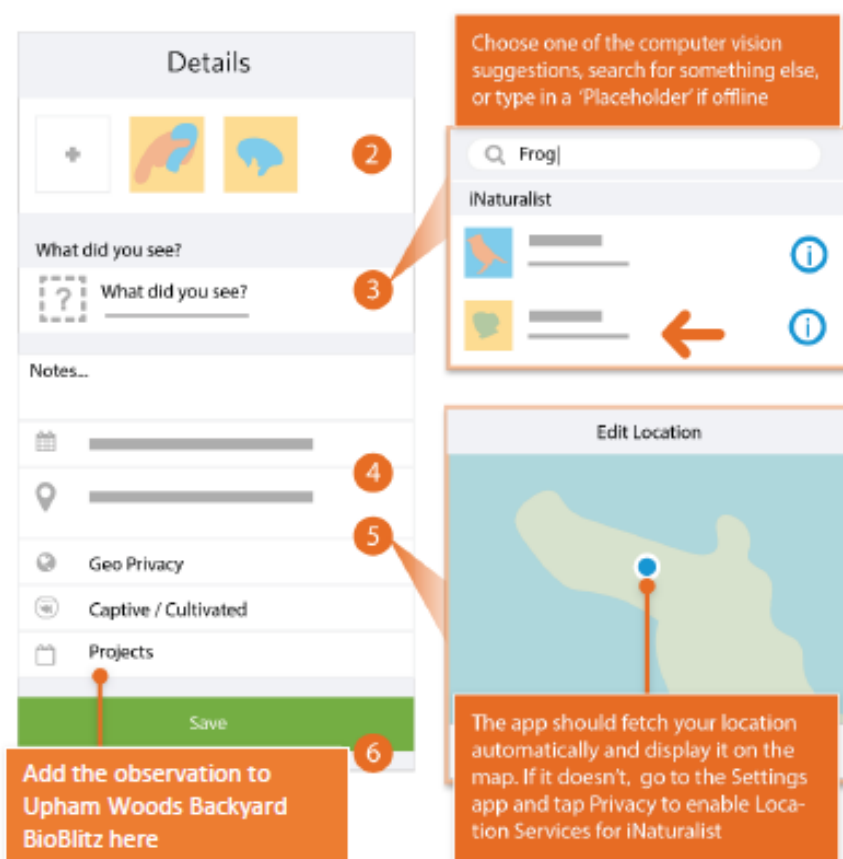 Details
2
What did you see?
? What did you see?
3
Notes...
4
5
Geo Privacy
Captive / Cultivated
Projects
Save
6
Add the observation to
Upham Woods Backyard
BioBlitz here
Choose one of the computer vision
suggestions, search for something else,
or type in a 'Placeholder' if offline
Frog
iNaturalist
i
i
Edit Location
The app should fetch your location
automatically and display it on the
map. If it doesn't, go to the Settings
app and tap Privacy to enable Loca-
tion Services for iNaturalist